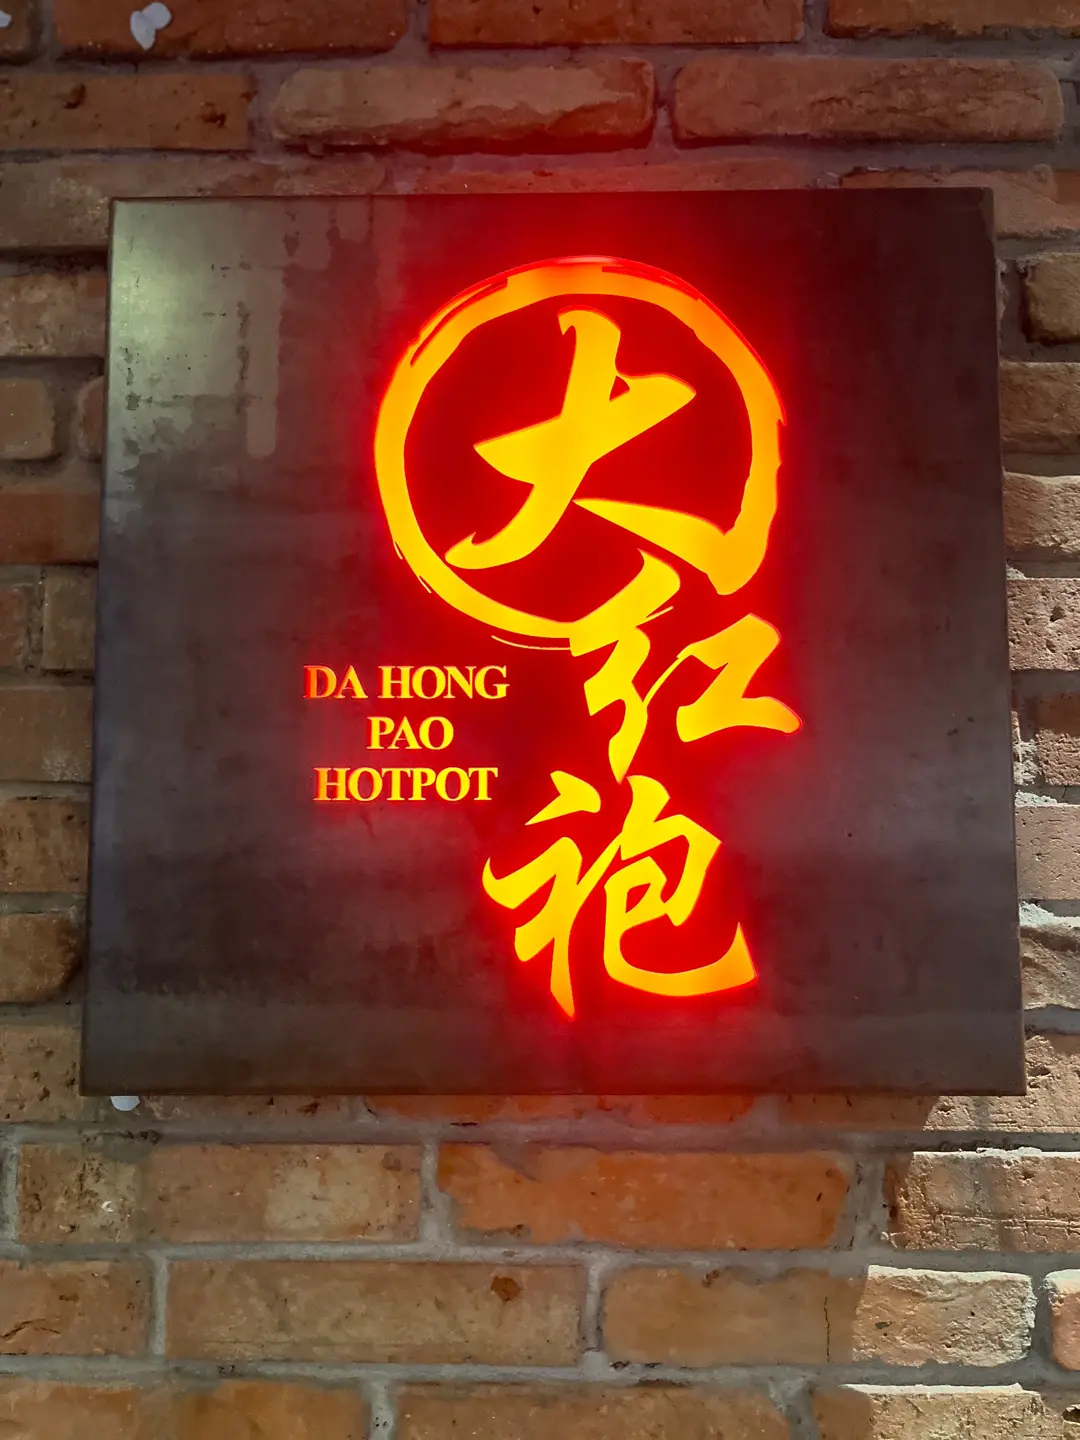 大
红
袍
DA HONG
PAO
HOTPOT